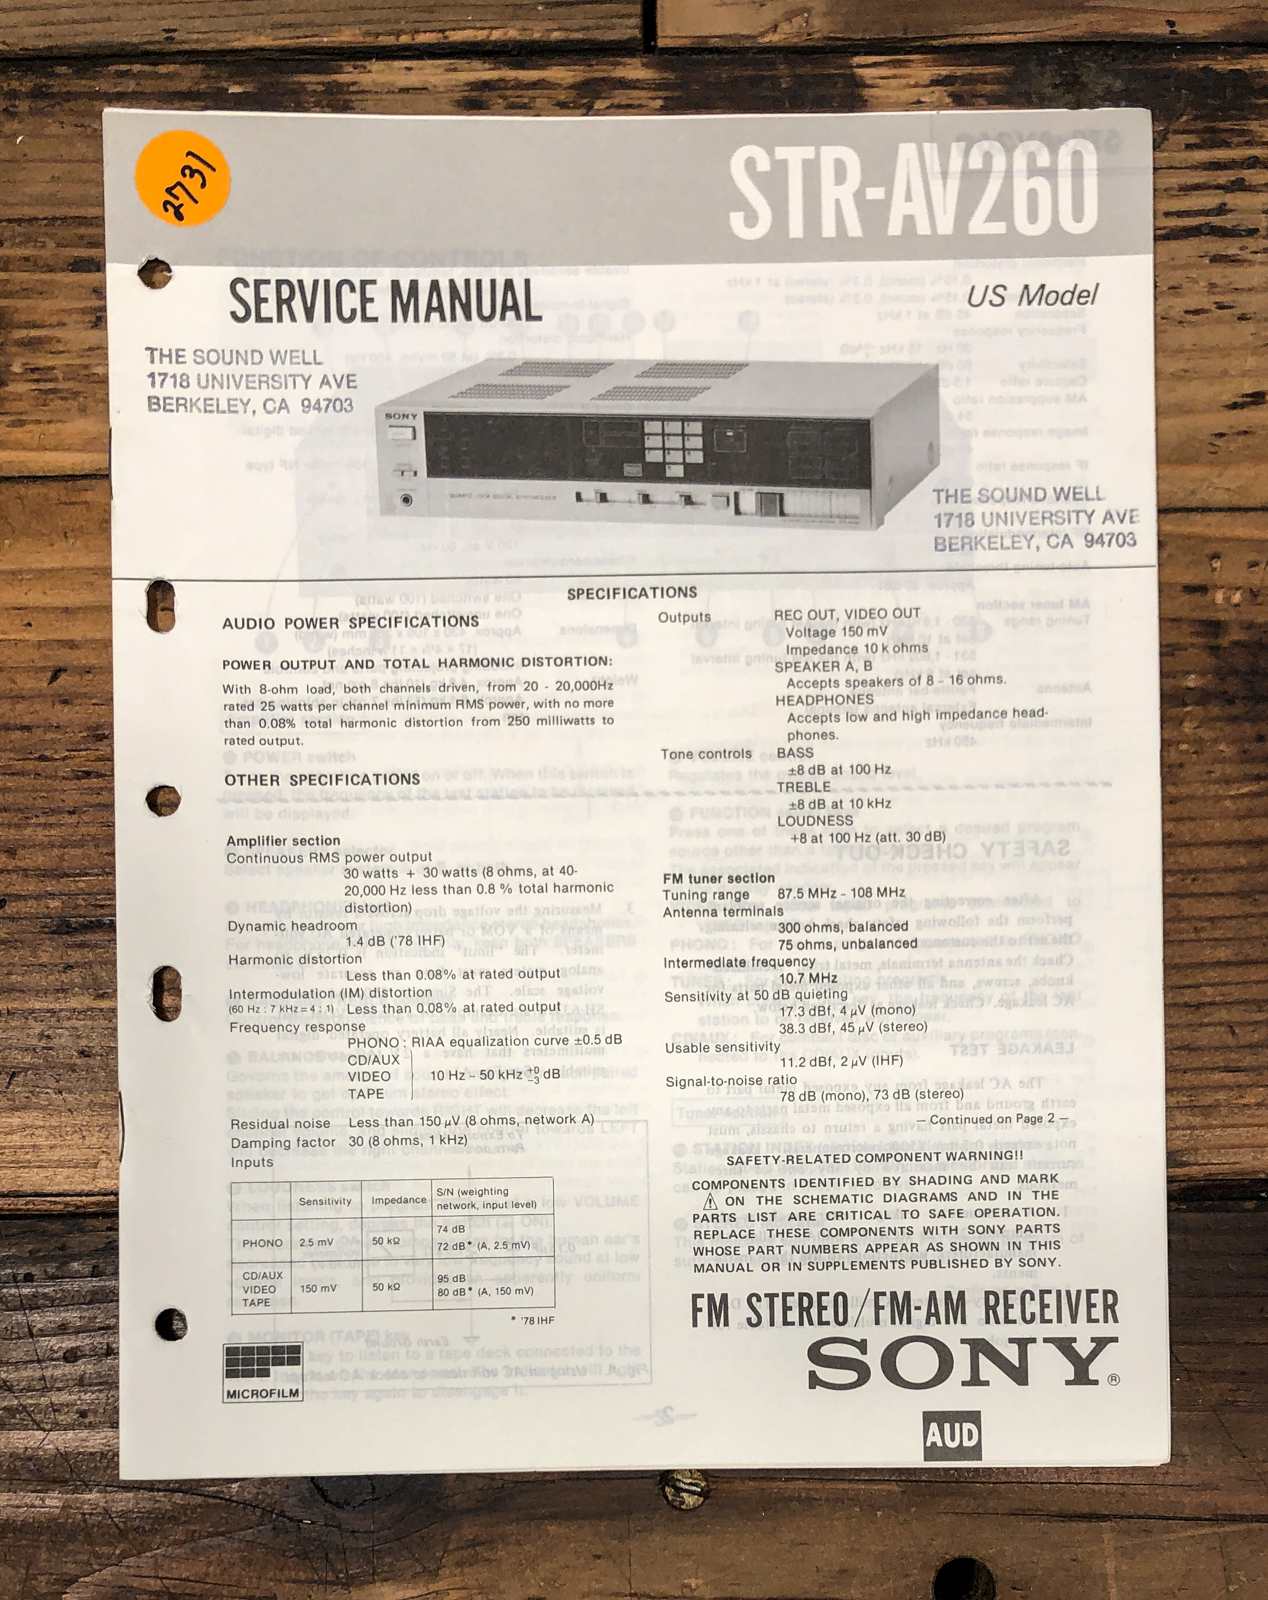 2731
STR-AV260
SERVICE MANUAL
US Model
THE SOUND WELL
1718 UNIVERSITY AVE
BERKELEY, CA 94703
SONY
QUARTZ LOCK DIGITAL SYNTHESIZER
THE SOUND WELL
1718 UNIVERSITY AVE
BERKELEY, CA 94703
SPECIFICATIONS
AUDIO POWER SPECIFICATIONS
POWER OUTPUT AND TOTAL HARMONIC DISTORTION:
With 8-ohm load, both channels driven, from 20 - 20,000Hz
rated 25 watts per channel minimum RMS power, with no more
than 0.08% total harmonic distortion from 250 milliwatts to
rated output.
OTHER SPECIFICATIONS
Amplifier section
Continuous RMS power output
30 watts + 30 watts (8 ohms, at 40-
20,000 Hz less than 0.8 % total harmonic
distortion)
Dynamic headroom
1.4 dB ('78 IHF)
Harmonic distortion
Less than 0.08% at rated output
Intermodulation (IM) distortion
(60 Hz : 7 kHz = 4 : 1) Less than 0.08% at rated output
Frequency response
PHONO : RIAA equalization curve ±0.5 dB
CD/AUX
VIDEO 10 Hz – 50 kHz +0 −3 dB
TAPE
Residual noise Less than 150 µV (8 ohms, network A)
Damping factor 30 (8 ohms, 1 kHz)
Inputs
Sensitivity Impedance S/N (weighting
network, input level)
PHONO 2.5 mV 50 kΩ 74 dB
72 dB* (A, 2.5 mV)
CD/AUX
VIDEO 150 mV 50 kΩ 95 dB
TAPE 80 dB* (A, 150 mV)
* '78 IHF
MICROFILM
Outputs REC OUT, VIDEO OUT
Voltage 150 mV
Impedance 10 k ohms
SPEAKER A, B
Accepts speakers of 8 – 16 ohms.
HEADPHONES
Accepts low and high impedance head-
phones.
Tone controls BASS
±8 dB at 100 Hz
TREBLE
±8 dB at 10 kHz
LOUDNESS
+8 at 100 Hz (att. 30 dB)
FM tuner section
Tuning range 87.5 MHz – 108 MHz
Antenna terminals
300 ohms, balanced
75 ohms, unbalanced
Intermediate frequency
10.7 MHz
Sensitivity at 50 dB quieting
17.3 dBf, 4 µV (mono)
38.3 dBf, 45 µV (stereo)
Usable sensitivity
11.2 dBf, 2 µV (IHF)
Signal-to-noise ratio
78 dB (mono), 73 dB (stereo)
— Continued on Page 2 —
SAFETY-RELATED COMPONENT WARNING!!
COMPONENTS IDENTIFIED BY SHADING AND MARK
⚠ ON THE SCHEMATIC DIAGRAMS AND IN THE
PARTS LIST ARE CRITICAL TO SAFE OPERATION.
REPLACE THESE COMPONENTS WITH SONY PARTS
WHOSE PART NUMBERS APPEAR AS SHOWN IN THIS
MANUAL OR IN SUPPLEMENTS PUBLISHED BY SONY.
FM STEREO/FM-AM RECEIVER
SONY®
AUD